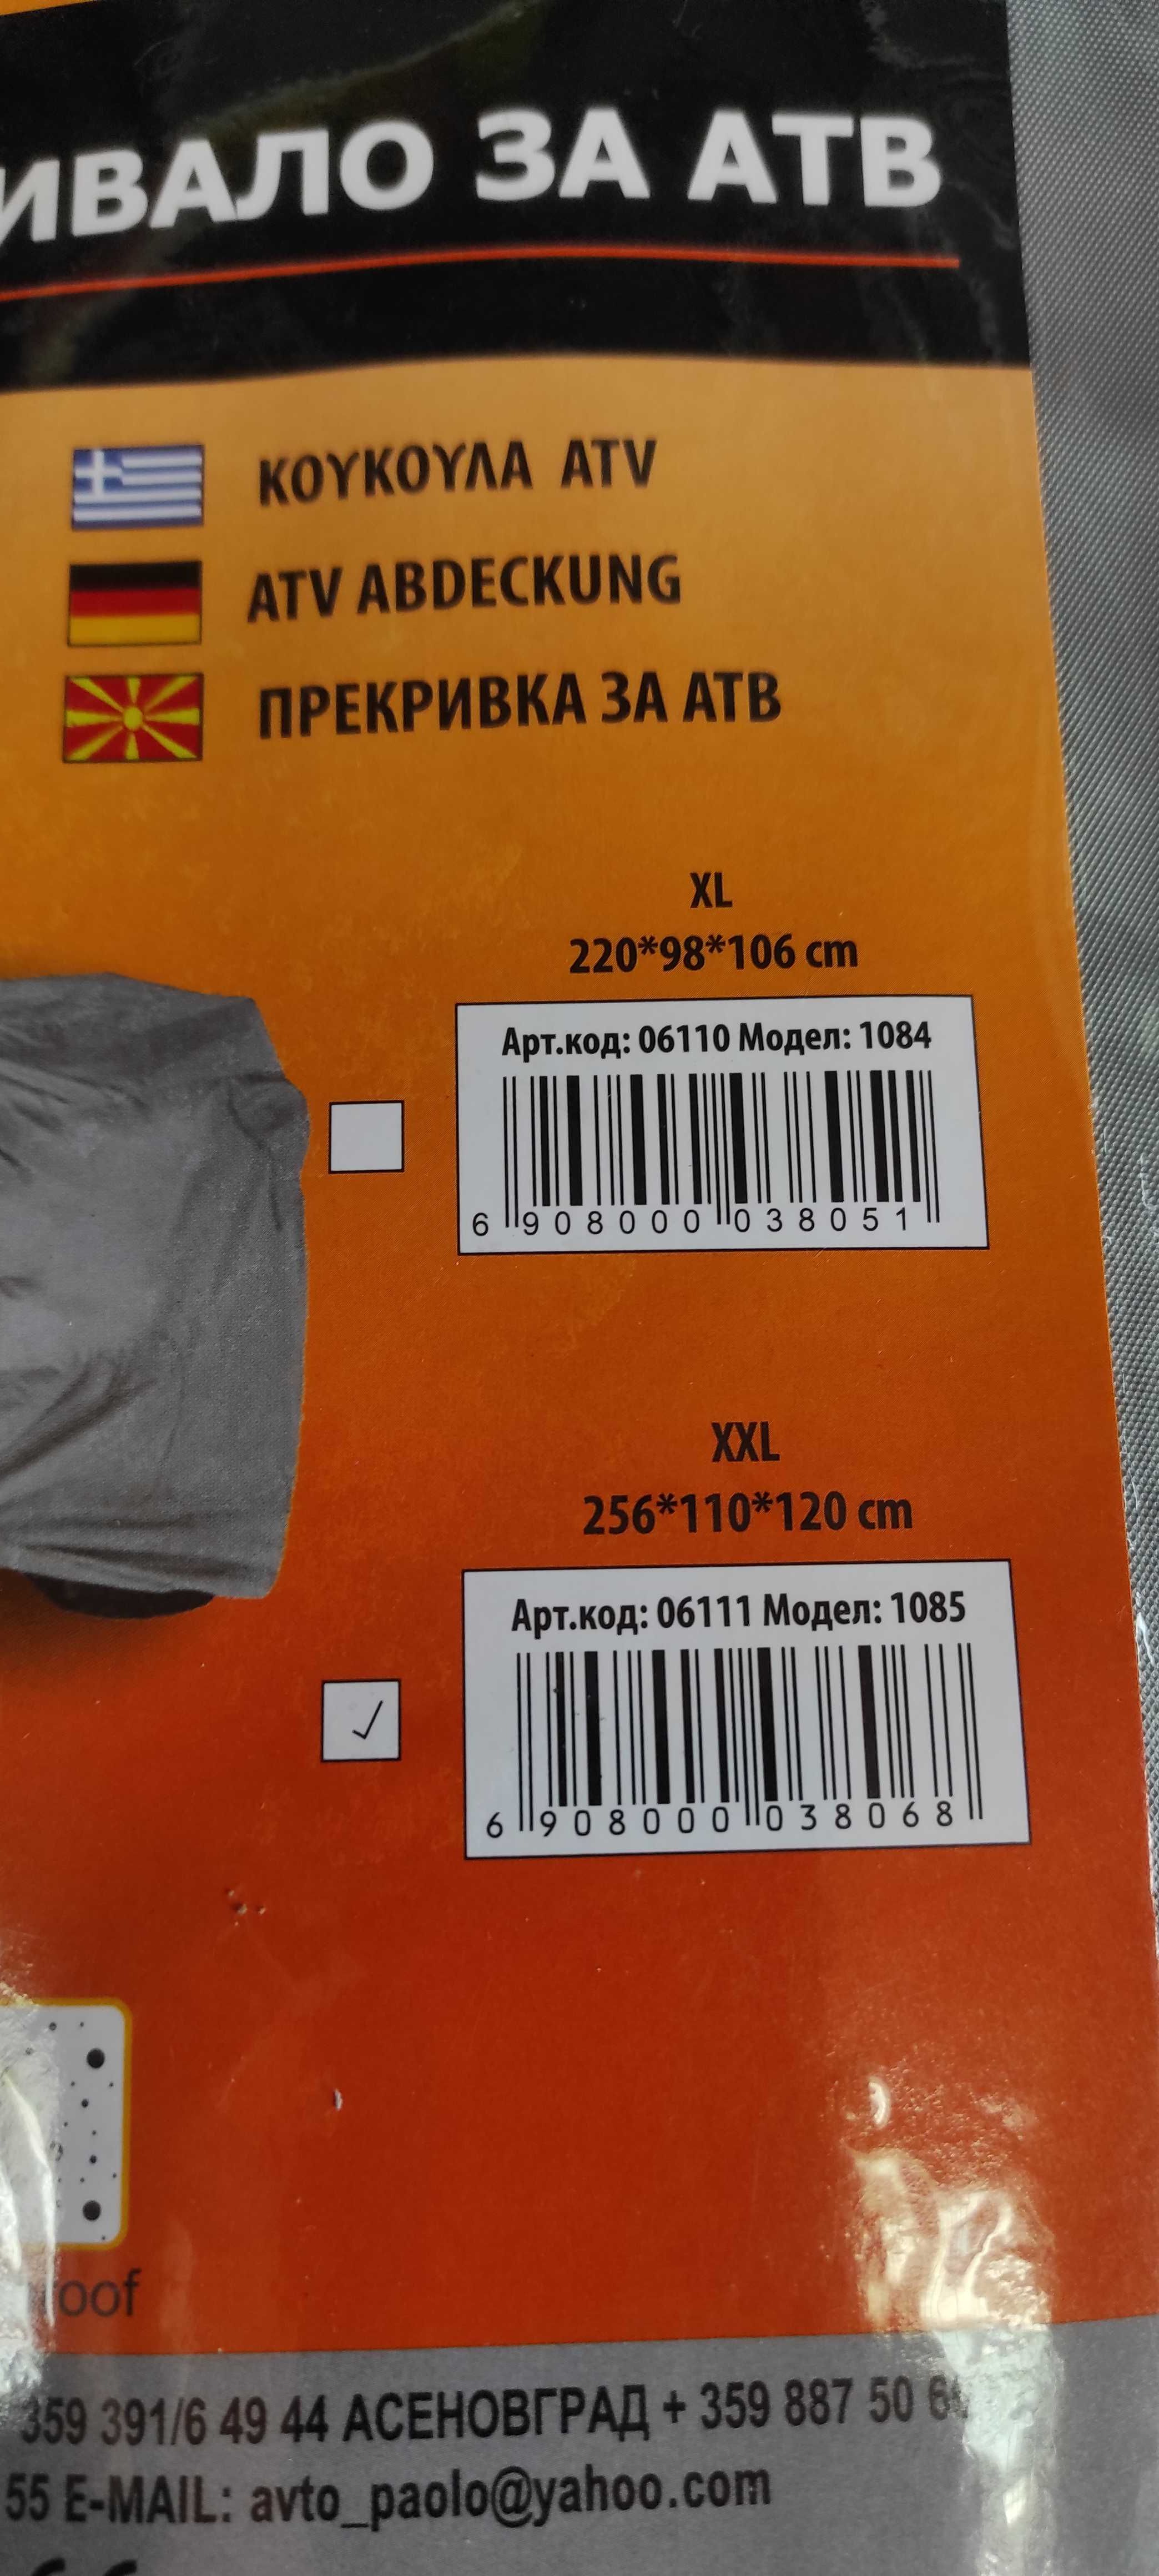 ИВАЛО ЗА АТВ
ΚΟΥΚΟΥΛΑ ATV
ATV ABDECKUNG
ПРЕКРИВКА ЗА АТВ
XL
220*98*106 cm
Арт.код: 06110 Модел: 1084
6 908000 038051
XXL
256*110*120 cm
Арт.код: 06111 Модел: 1085
6 908000 038068
oof
359 391/6 49 44 АСЕНОВГРАД + 359 887 50
55 E-MAIL: avto_paolo@yahoo.com